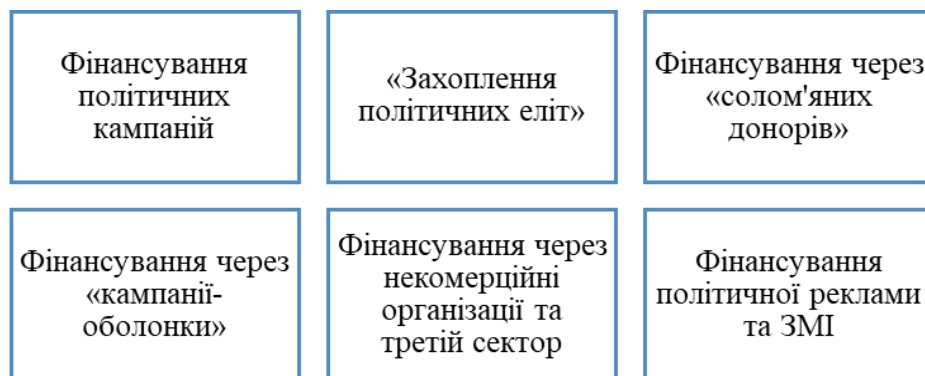 Фінансування
політичних
кампаній
«Захоплення
політичних еліт»
Фінансування через
«солом'яних
донорів»
Фінансування через
«кампанії-
оболонки»
Фінансування через
некомерційні
організації та
третій сектор
Фінансування
політичної реклами
та ЗМІ